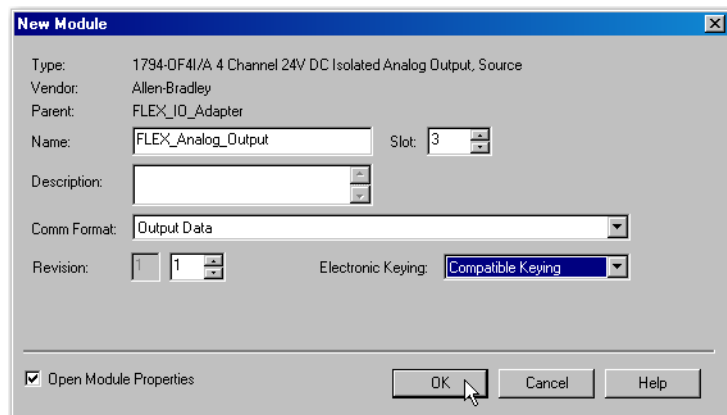 New Module
Type: 1794-OF4I/A 4 Channel 24V DC Isolated Analog Output, Source
Vendor: Allen-Bradley
Parent: FLEX_IO_Adapter
Name: FLEX_Analog_Output Slot: 3
Description:
Comm Format: Output Data
Revision: 1 1 Electronic Keying: Compatible Keying
Open Module Properties OK Cancel Help